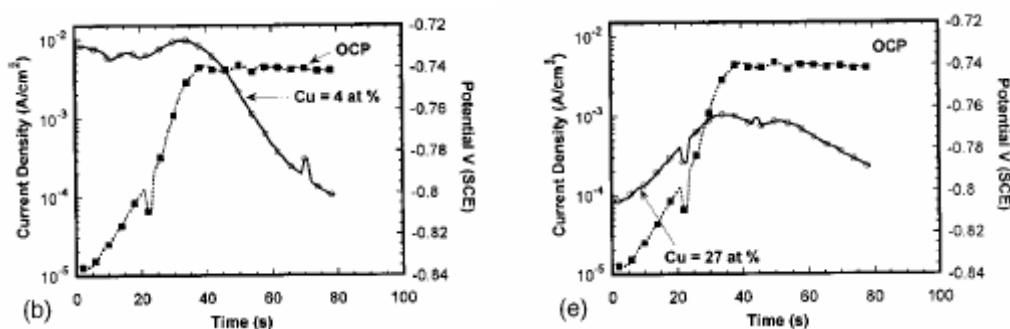 (b)
Current Density (A/cm²)
10⁻²
10⁻³
10⁻⁴
10⁻⁵
OCP
Cu = 4 at %
-0.72
-0.74
-0.76
-0.78
-0.8
-0.82
-0.84
Potential V (SCE)
0 20 40 60 80 100
Time (s)
(e)
Current Density (A/cm²)
10⁻²
10⁻³
10⁻⁴
10⁻⁵
OCP
Cu = 27 at %
-0.72
-0.74
-0.76
-0.78
-0.8
-0.82
-0.84
Potential V (SCE)
0 20 40 60 80 100
Time (s)